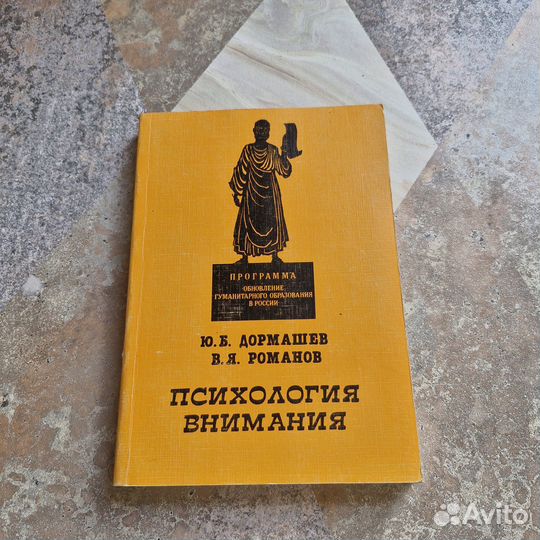 ПРОГРАММА
ОБНОВЛЕНИЕ
ГУМАНИТАРНОГО ОБРАЗОВАНИЯ
В РОССИИ
Ю.Б. ДОРМАШЕВ
В.Я. РОМАНОВ
ПСИХОЛОГИЯ
ВНИМАНИЯ
Avito